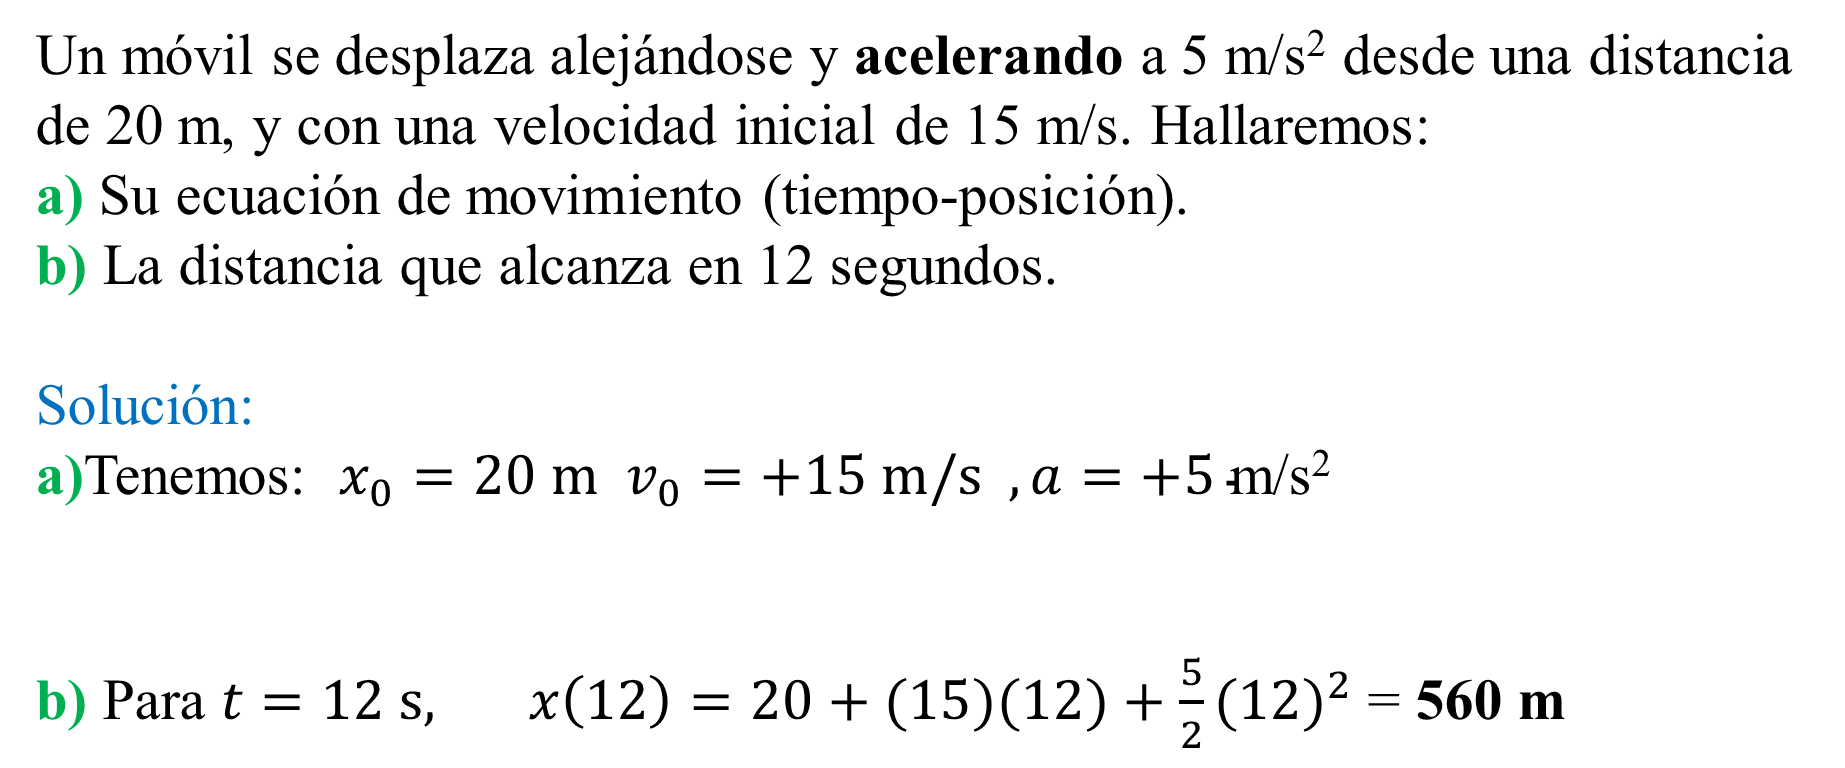 Un móvil se desplaza alejándose y acelerando a 5 m/s² desde una distancia
de 20 m, y con una velocidad inicial de 15 m/s. Hallaremos:
a) Su ecuación de movimiento (tiempo-posición).
b) La distancia que alcanza en 12 segundos.
Solución:
a)Tenemos: x₀ = 20 m v₀ = +15 m/s , a = +5 m/s²
b) Para t = 12 s, x(12) = 20 + (15)(12) + 5/2 (12)² = 560 m